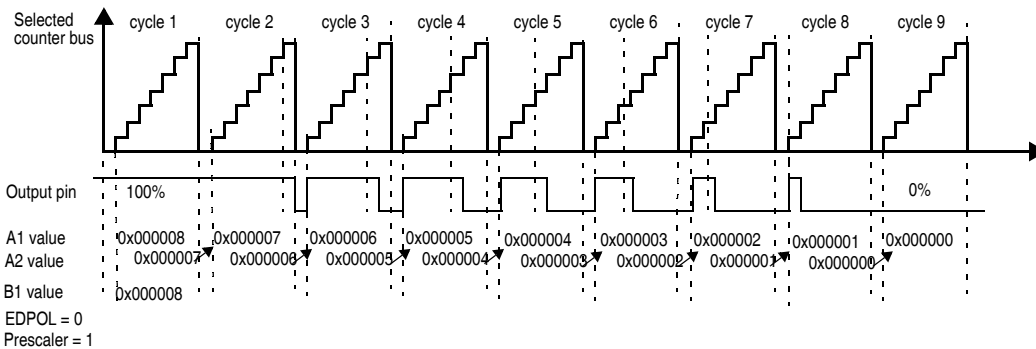 Selected
counter bus
cycle 1 cycle 2 cycle 3 cycle 4 cycle 5 cycle 6 cycle 7 cycle 8 cycle 9
Output pin 100% 0%
A1 value 0x000008 0x000007 0x000006 0x000005 0x000004 0x000003 0x000002 0x000001 0x000000
A2 value 0x000007 0x000006 0x000005 0x000004 0x000003 0x000002 0x000001 0x000000
B1 value 0x000008
EDPOL = 0
Prescaler = 1